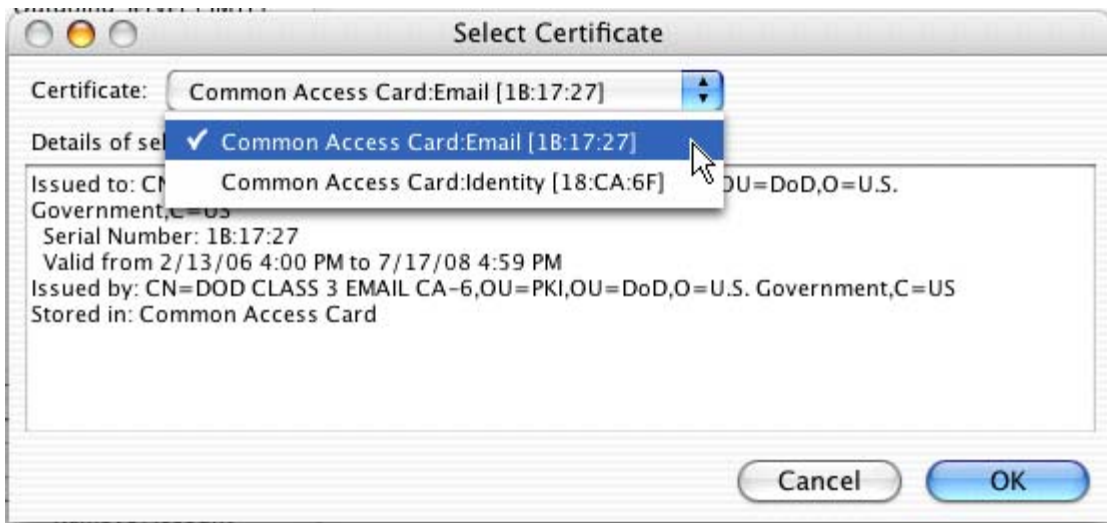 Select Certificate
Certificate: Common Access Card:Email [1B:17:27]
✓ Common Access Card:Email [1B:17:27]
Details of sel
Common Access Card:Identity [18:CA:6F]
Issued to: CN OU=DoD,O=U.S.
Government,C=US
Serial Number: 1B:17:27
Valid from 2/13/06 4:00 PM to 7/17/08 4:59 PM
Issued by: CN=DOD CLASS 3 EMAIL CA-6,OU=PKI,OU=DoD,O=U.S. Government,C=US
Stored in: Common Access Card
Cancel OK